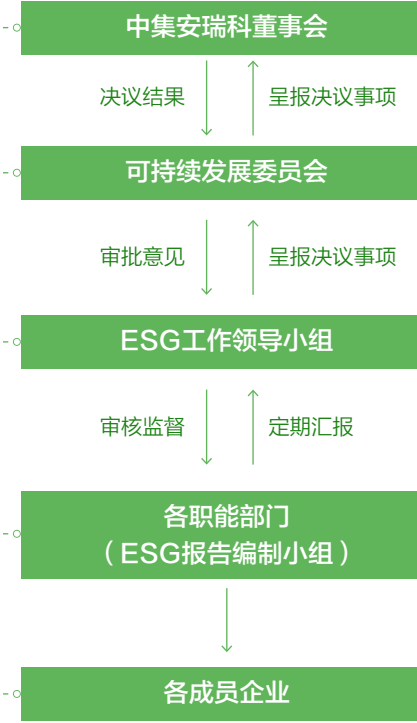 中集安瑞科董事会
决议结果 呈报决议事项
可持续发展委员会
审批意见 呈报决议事项
ESG工作领导小组
审核监督 定期汇报
各职能部门
（ESG报告编制小组）
各成员企业